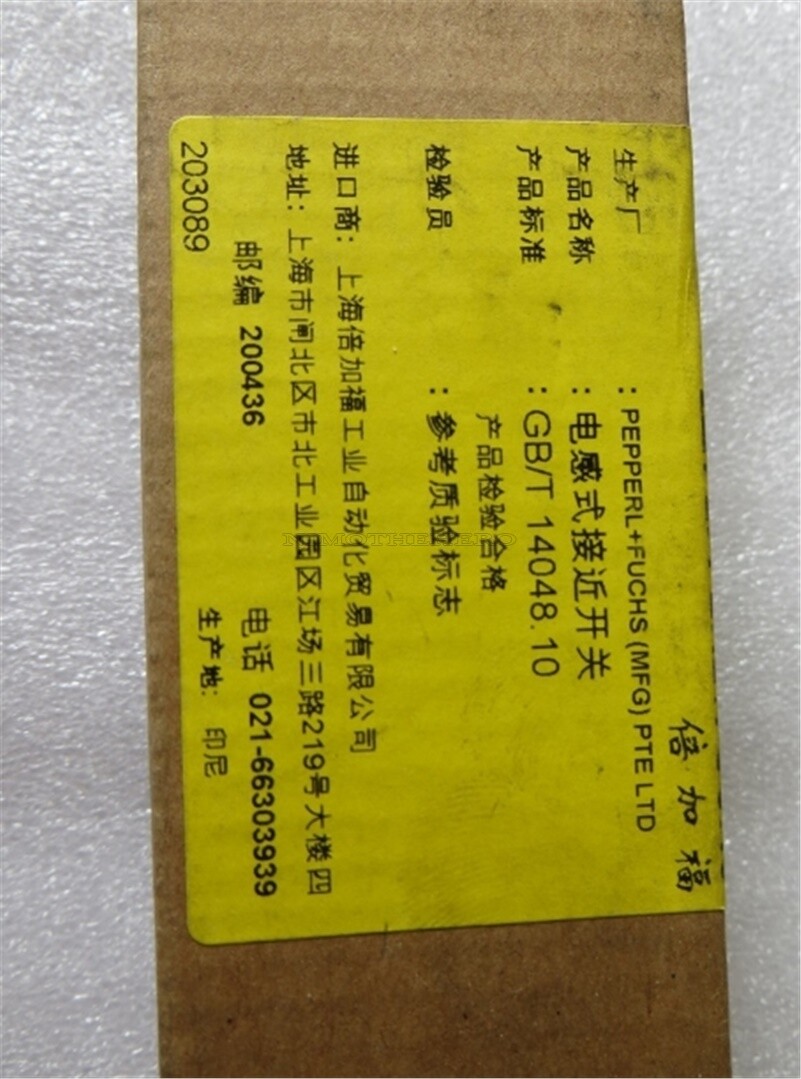 倍加福
生产厂 : PEPPERL+FUCHS (MFG) PTE LTD
产品名称 : 电感式接近开关
产品标准 : GB/T 14048.10
产品检验合格
检验员 : 参考质验标志
进口商: 上海倍加福工业自动化贸易有限公司
地址: 上海市闸北区市北工业园区江场三路219号大楼四
邮编 200436 电话 021-66303939
203089 生产地: 印尼